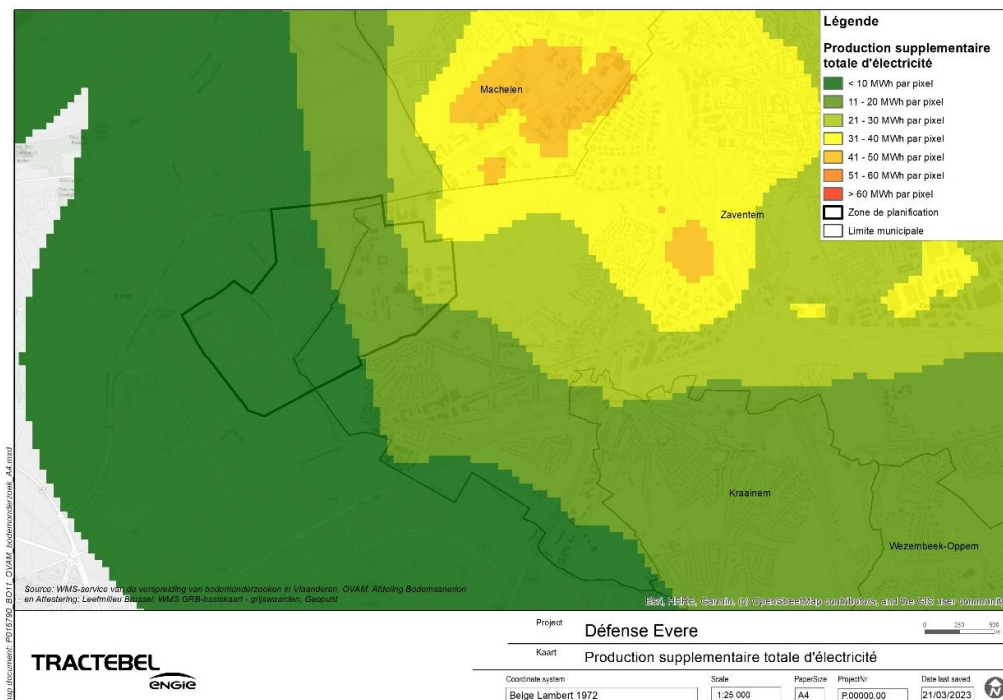 Légende
Production supplementaire
totale d'électricité
< 10 MWh par pixel
11 - 20 MWh par pixel
21 - 30 MWh par pixel
31 - 40 MWh par pixel
41 - 50 MWh par pixel
51 - 60 MWh par pixel
> 60 MWh par pixel
Zone de planification
Limite municipale
Machelen
Zaventem
Kraainem
Wezembeek-Oppem
map document: P016790_BO11_OVAM_bodemonderzoek_A4.mxd
Source: WMS-service van de verspreiding van bodemonderzoeken in Vlaanderen, OVAM, Afdeling Bodemsanerien
en Attestering; Leefmilieu Brussel; WMS GRB-basiskaart - grijswaarden, Geopunt
Esri, HERE, Garmin, (c) OpenStreetMap contributors, and the GIS user community
Project
Défense Evere
0 250 500
m
Kaart
Production supplementaire totale d'électricité
TRACTEBEL
ENGIE
Coordinate system
Scale
PaperSize
ProjectNr
Date last saved
Belge Lambert 1972
1:25 000
A4
P.00000.00
21/03/2023
N